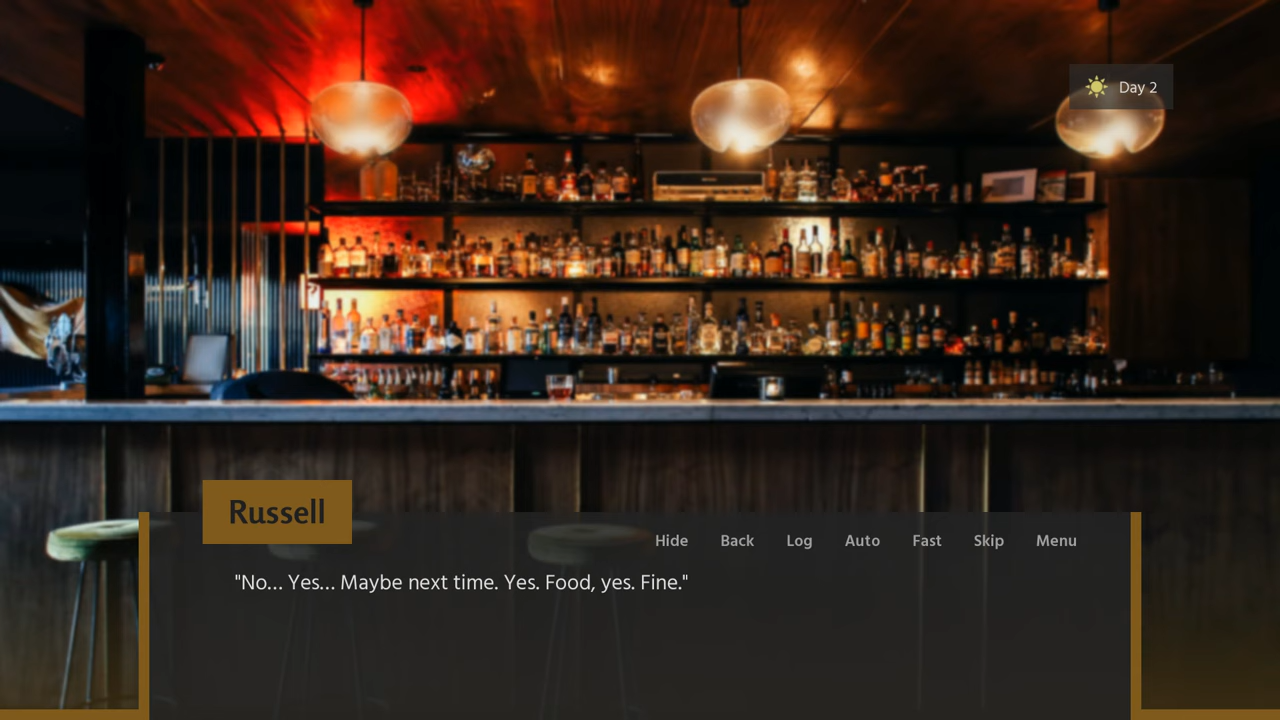 Day 2
Russell
Hide Back Log Auto Fast Skip Menu
"No... Yes... Maybe next time. Yes. Food, yes. Fine."